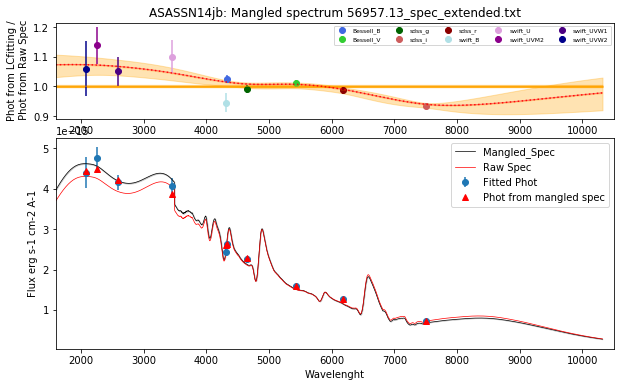 ASASSN14jb: Mangled spectrum 56957.13_spec_extended.txt
Phot from LCfitting /
Phot from Raw Spec
1.2
1.1
1.0
0.9
Bessell_B
Bessell_V
sdss_g
sdss_i
sdss_r
swift_B
swift_U
swift_UVM2
swift_UVW1
swift_UVW2
2000 3000 4000 5000 6000 7000 8000 9000 10000
Flux erg s-1 cm-2 A-1
5
4
3
2
1
Mangled_Spec
Raw Spec
Fitted Phot
Phot from mangled spec
2000 3000 4000 5000 6000 7000 8000 9000 10000
Wavelenght